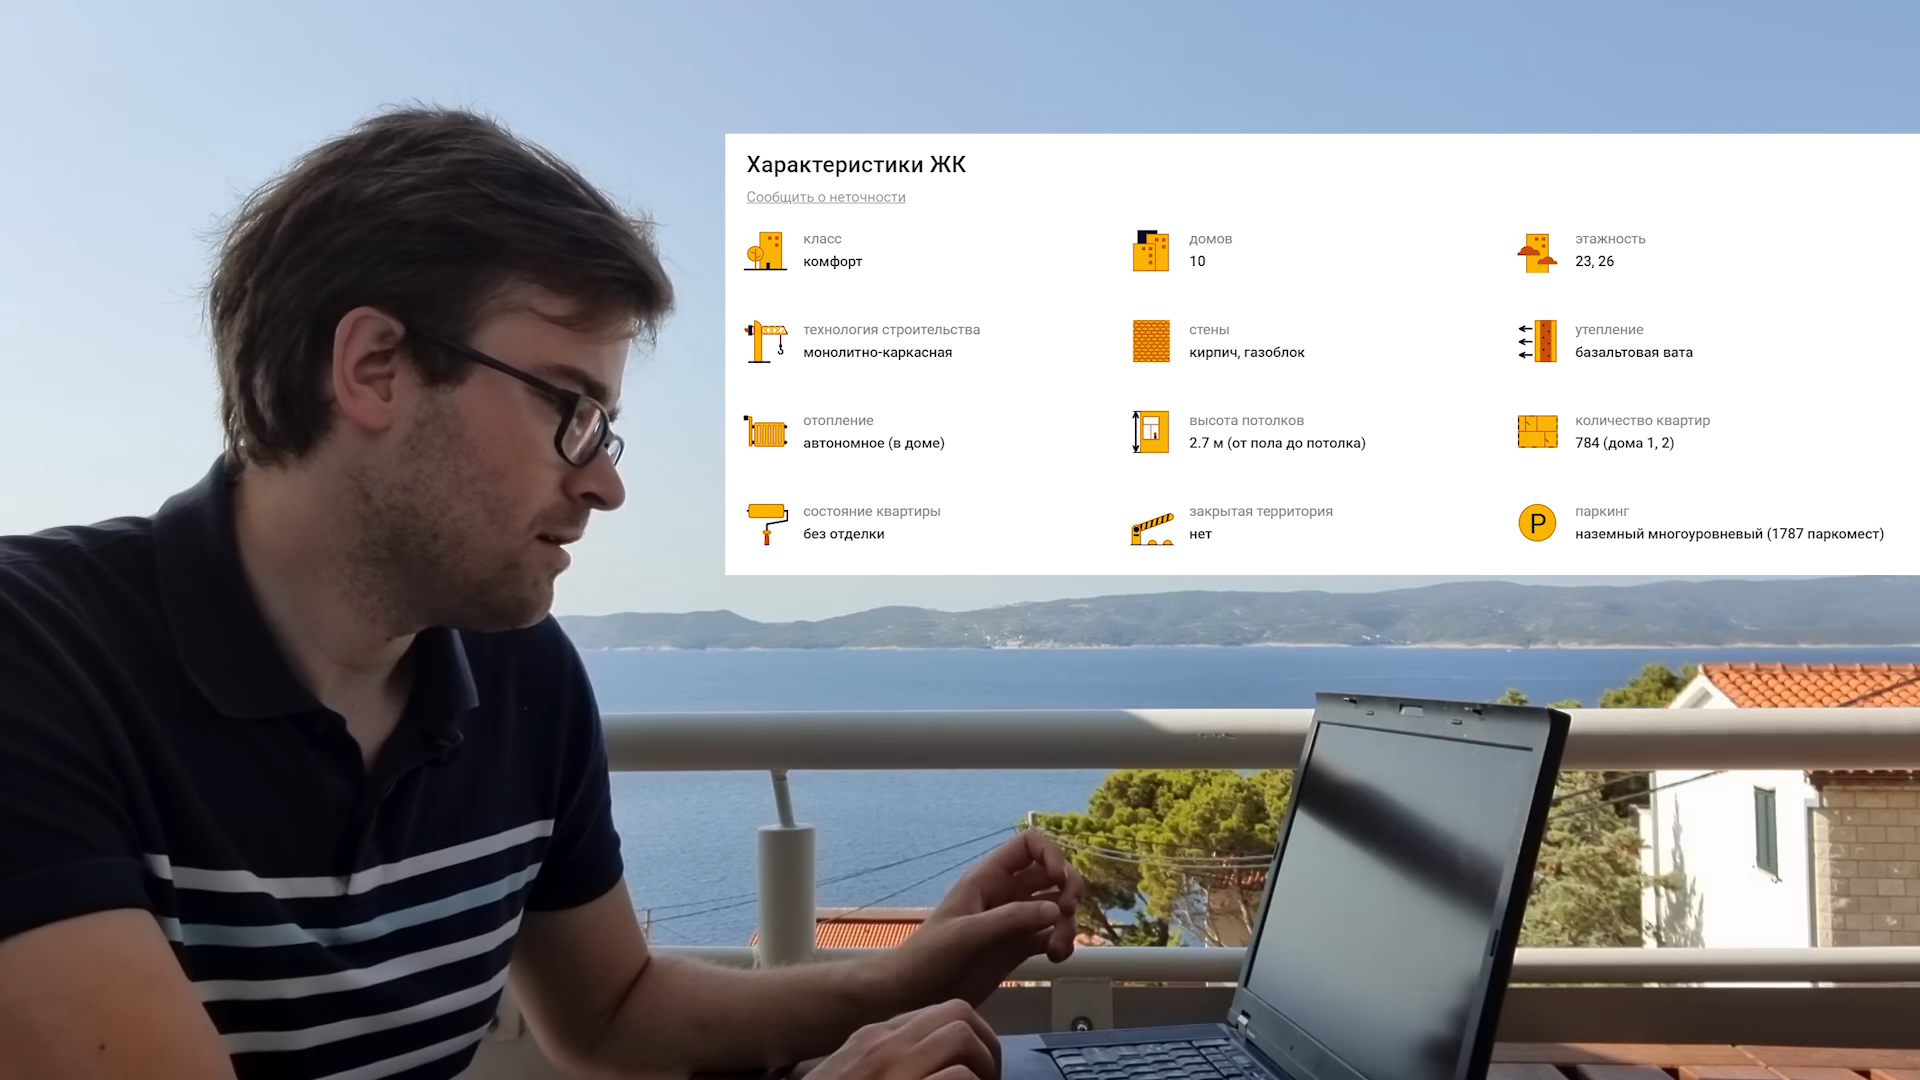 Характеристики ЖК
Сообщить о неточности
класс
комфорт
домов
10
этажность
23, 26
технология строительства
монолитно-каркасная
стены
кирпич, газоблок
утепление
базальтовая вата
отопление
автономное (в доме)
высота потолков
2.7 м (от пола до потолка)
количество квартир
784 (дома 1, 2)
состояние квартиры
без отделки
закрытая территория
нет
P
паркинг
наземный многоуровневый (1787 паркомест)